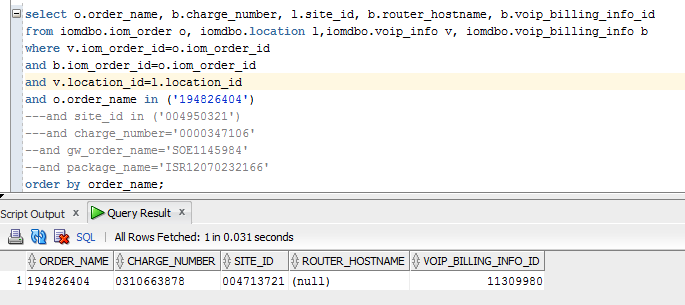 select o.order_name, b.charge_number, l.site_id, b.router_hostname, b.voip_billing_info_id
from iomdbo.iom_order o, iomdbo.location l,iomdbo.voip_info v, iomdbo.voip_billing_info b
where v.iom_order_id=o.iom_order_id
and b.iom_order_id=o.iom_order_id
and v.location_id=l.location_id
and o.order_name in ('194826404')
---and site_id in ('004950321')
---and charge_number='0000347106'
--and gw_order_name='SOE1145984'
--and package_name='ISR12070232166'
order by order_name;
Script Output x Query Result x
SQL | All Rows Fetched: 1 in 0.031 seconds
ORDER_NAME CHARGE_NUMBER SITE_ID ROUTER_HOSTNAME VOIP_BILLING_INFO_ID
1 194826404 0310663878 004713721 (null) 11309980